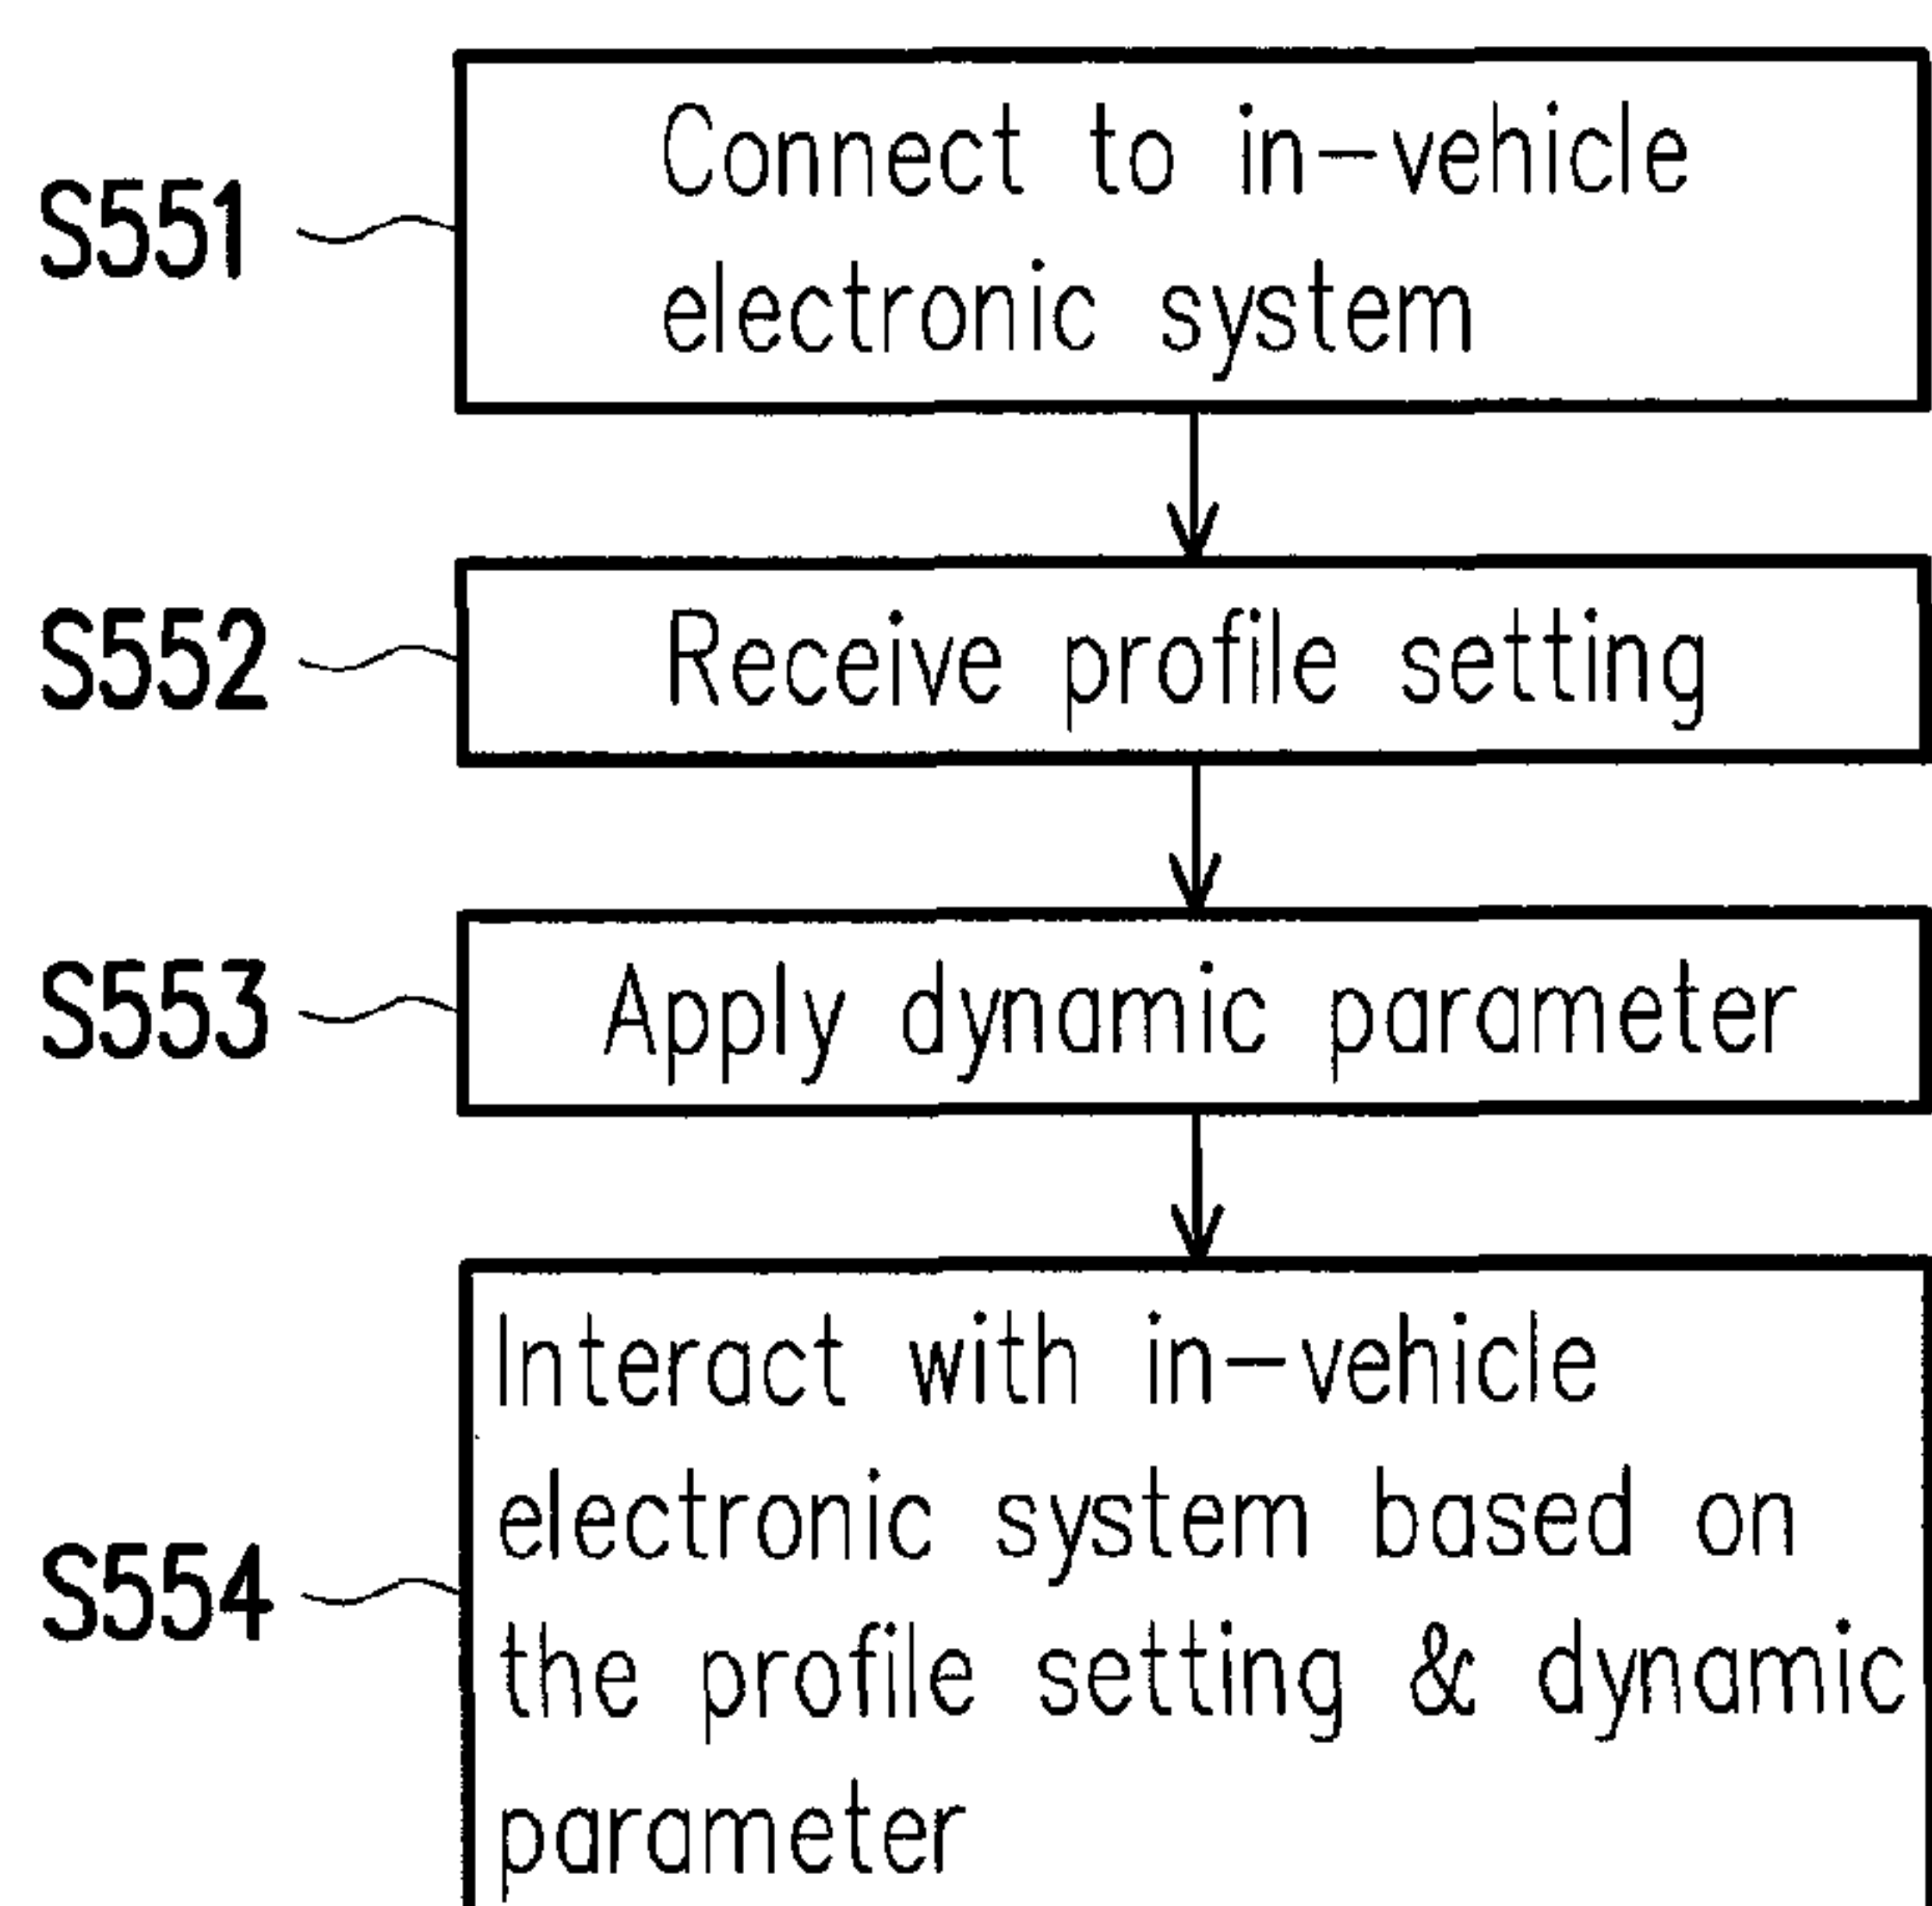 S551
Connect to in-vehicle
electronic system
S552
Receive profile setting
S553
Apply dynamic parameter
S554
Interact with in-vehicle
electronic system based on
the profile setting & dynamic
parameter